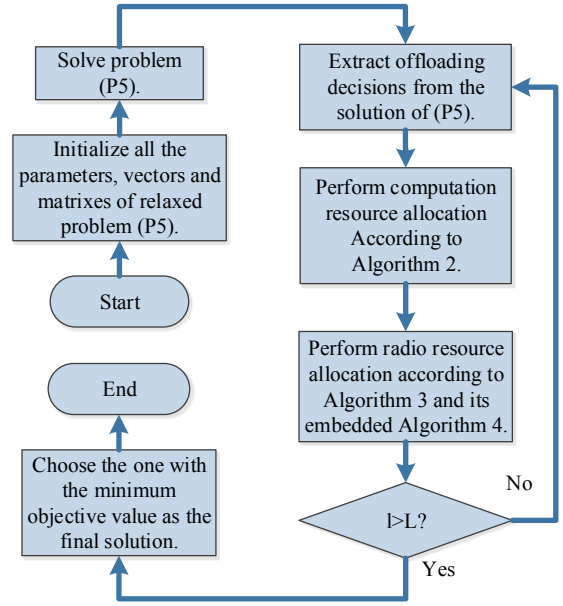 Start
Initialize all the
parameters, vectors and
matrixes of relaxed
problem (P5).
Solve problem
(P5).
Extract offloading
decisions from the
solution of (P5).
Perform computation
resource allocation
According to
Algorithm 2.
Perform radio resource
allocation according to
Algorithm 3 and its
embedded Algorithm 4.
l>L?
No
Yes
Choose the one with
the minimum
objective value as the
final solution.
End